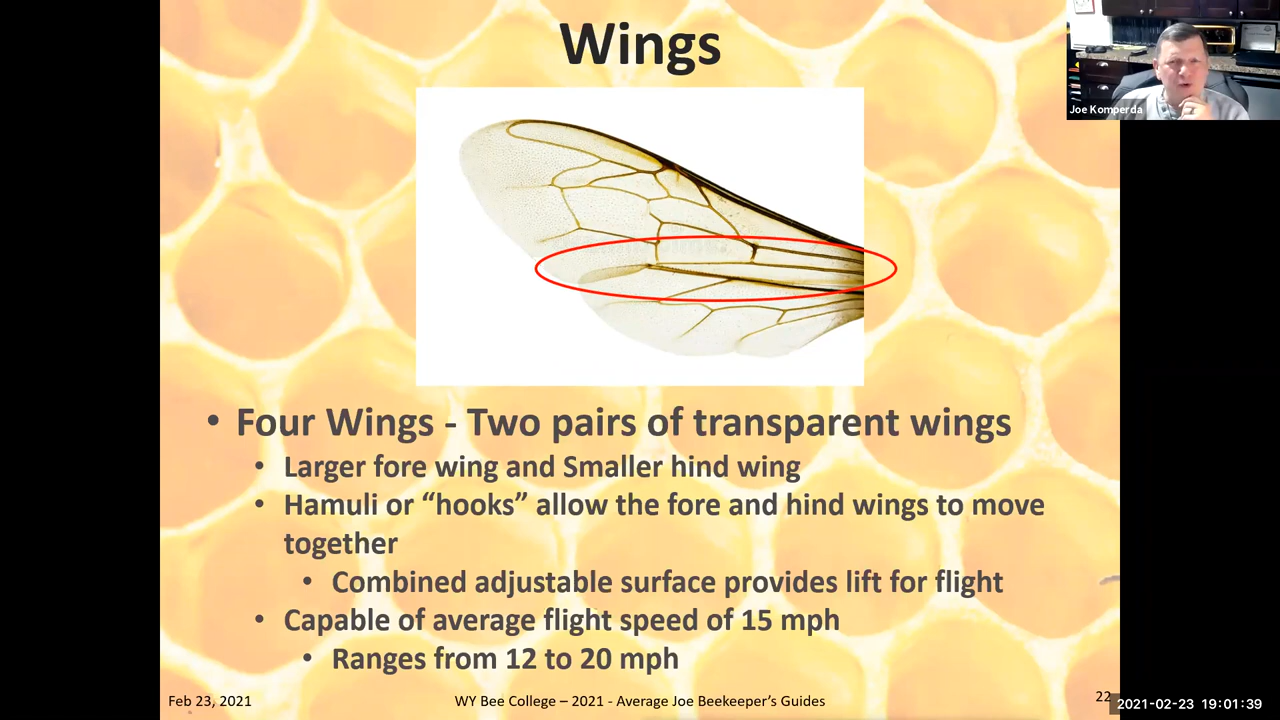 Wings
Joe Komperda
• Four Wings - Two pairs of transparent wings
• Larger fore wing and Smaller hind wing
• Hamuli or “hooks” allow the fore and hind wings to move
together
• Combined adjustable surface provides lift for flight
• Capable of average flight speed of 15 mph
• Ranges from 12 to 20 mph
Feb 23, 2021
WY Bee College – 2021 - Average Joe Beekeeper’s Guides
22
2021-02-23 19:01:39